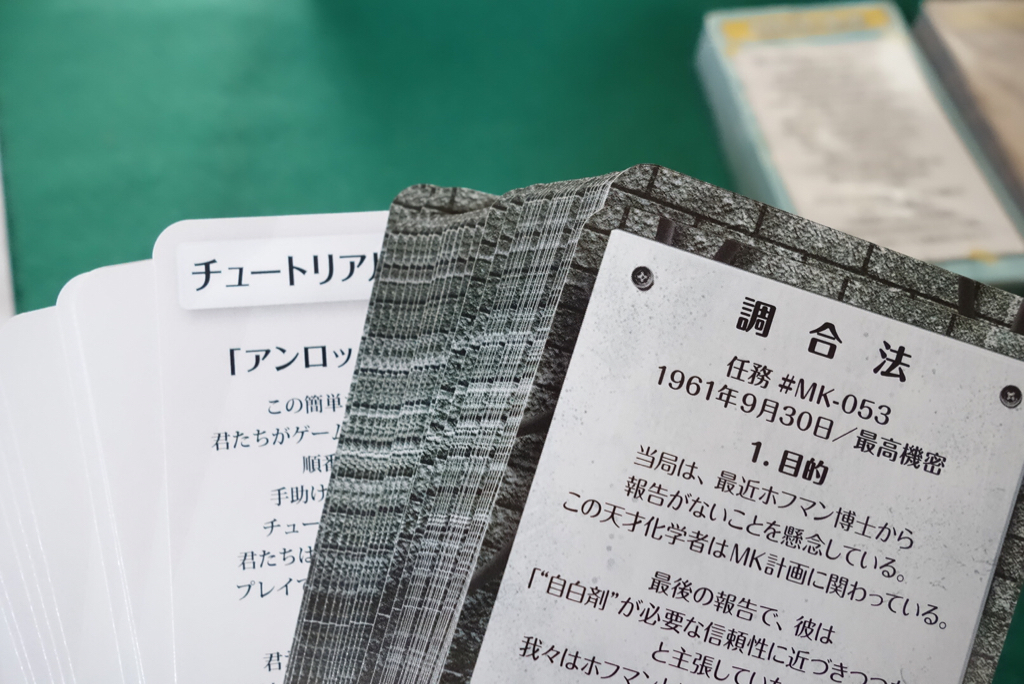 チュートリアル
「アンロッ
この簡単
君たちがゲーム
順番
手助け
チュー
君たちは
プレイ
君
調合法
任務 #MK-053
1961年9月30日／最高機密
1. 目的
当局は、最近ホフマン博士から
報告がないことを懸念している。
この天才化学者はMK計画に関わっている。
最後の報告で、彼は
「“自白剤”が必要な信頼性に近づきつつ
と主張してい
我々はホフマン